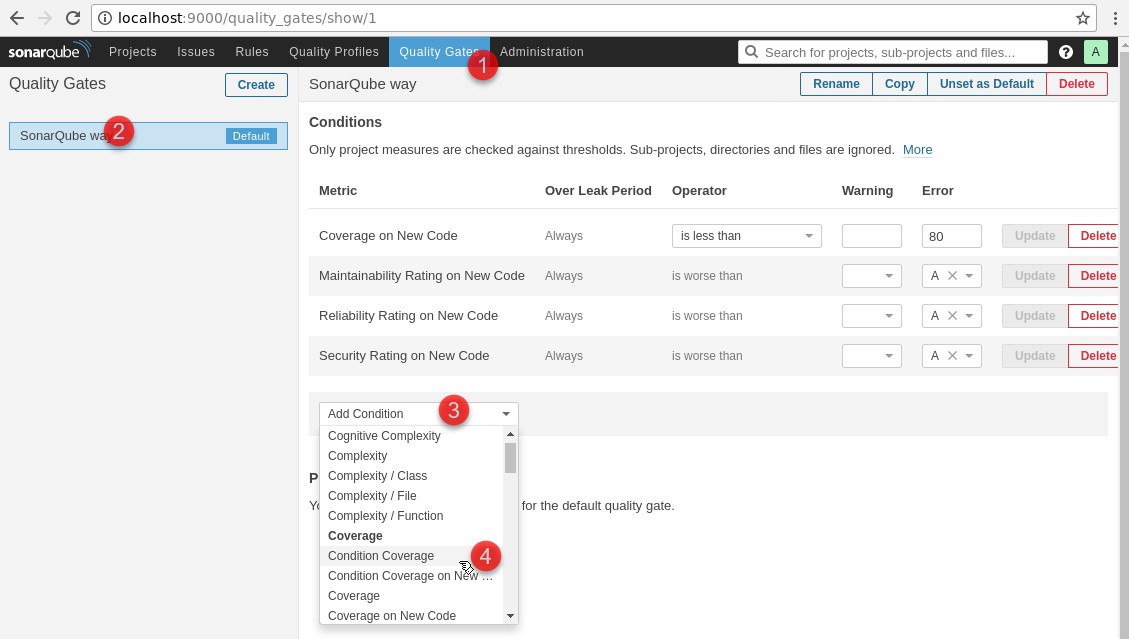 localhost:9000/quality_gates/show/1
sonarqube Projects Issues Rules Quality Profiles Quality Gates Administration Search for projects, sub-projects and files... ? A
1
Quality Gates Create
SonarQube way Rename Copy Unset as Default Delete
SonarQube way 2 Default
Conditions
Only project measures are checked against thresholds. Sub-projects, directories and files are ignored. More
Metric Over Leak Period Operator Warning Error
Coverage on New Code Always is less than 80 Update Delete
Maintainability Rating on New Code Always is worse than A Update Delete
Reliability Rating on New Code Always is worse than A Update Delete
Security Rating on New Code Always is worse than A Update Delete
Add Condition 3
Cognitive Complexity
Complexity
Complexity / Class
Complexity / File
Complexity / Function
for the default quality gate.
Coverage
Condition Coverage 4
Condition Coverage on New ...
Coverage
Coverage on New Code